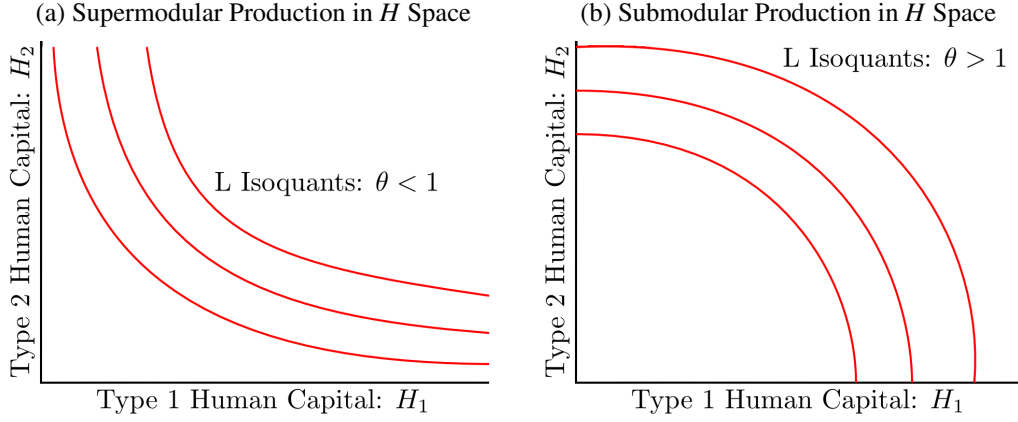 (a) Supermodular Production in H Space
Type 2 Human Capital: H₂
L Isoquants: θ < 1
Type 1 Human Capital: H₁
(b) Submodular Production in H Space
Type 2 Human Capital: H₂
L Isoquants: θ > 1
Type 1 Human Capital: H₁